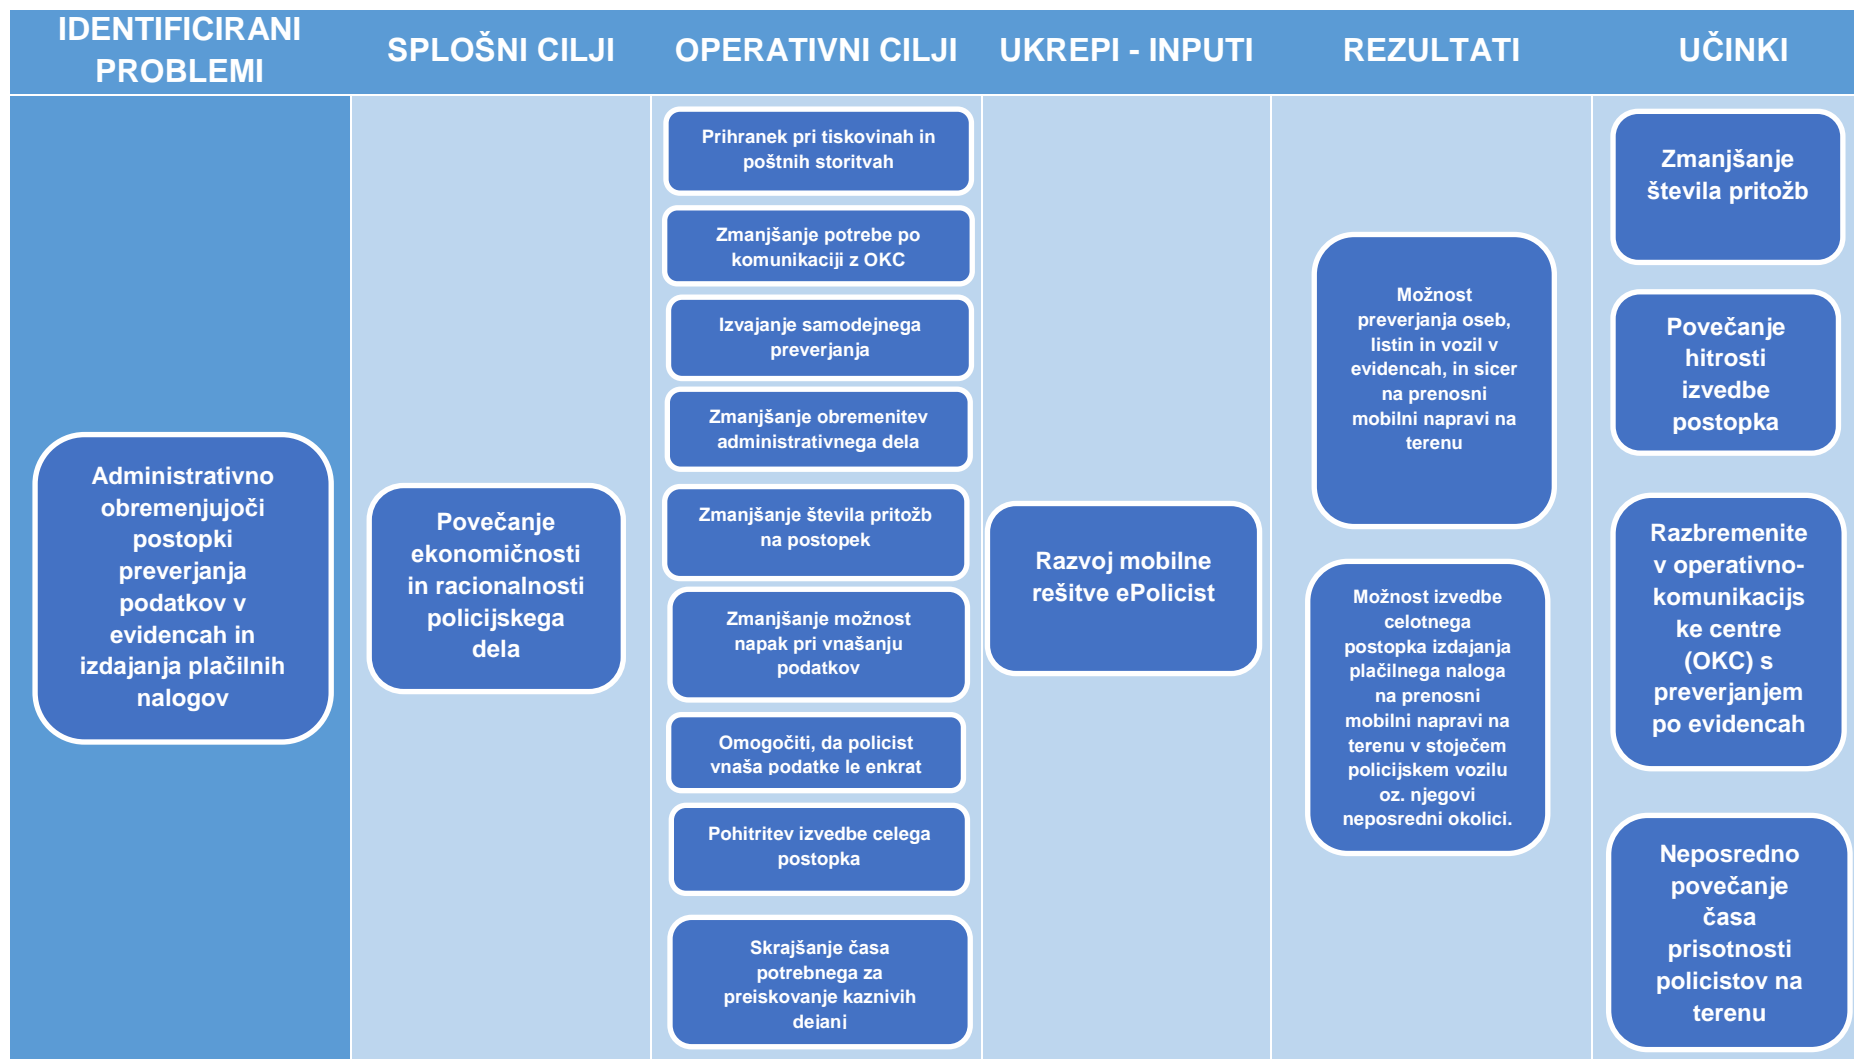 IDENTIFICIRANI
PROBLEMI
SPLOŠNI CILJI
OPERATIVNI CILJI
UKREPI - INPUTI
REZULTATI
UČINKI
Administrativno
obremenjujoči
postopki
preverjanja
podatkov v
evidencah in
izdajanja plačilnih
nalogov
Povečanje
ekonomičnosti
in racionalnosti
policijskega
dela
Prihranek pri tiskovinah in
poštnih storitvah
Zmanjšanje potrebe po
komunikaciji z OKC
Izvajanje samodejnega
preverjanja
Zmanjšanje obremenitev
administrativnega dela
Zmanjšanje števila pritožb
na postopek
Zmanjšanje možnost
napak pri vnašanju
podatkov
Omogočiti, da policist
vnaša podatke le enkrat
Pohitritev izvedbe celega
postopka
Skrajšanje časa
potrebnega za
preiskovanje kaznivih
dejanj
Razvoj mobilne
rešitve ePolicist
Možnost
preverjanja oseb,
listin in vozil v
evidencah, in sicer
na prenosni
mobilni napravi na
terenu
Možnost izvedbe
celotnega
postopka izdajanja
plačilnega naloga
na prenosni
mobilni napravi na
terenu v stoječem
policijskem vozilu
oz. njegovi
neposredni okolici.
Zmanjšanje
števila pritožb
Povečanje
hitrosti
izvedbe
postopka
Razbremenite
v operativno-
komunikacijs
ke centre
(OKC) s
preverjanjem
po evidencah
Neposredno
povečanje
časa
prisotnosti
policistov na
terenu